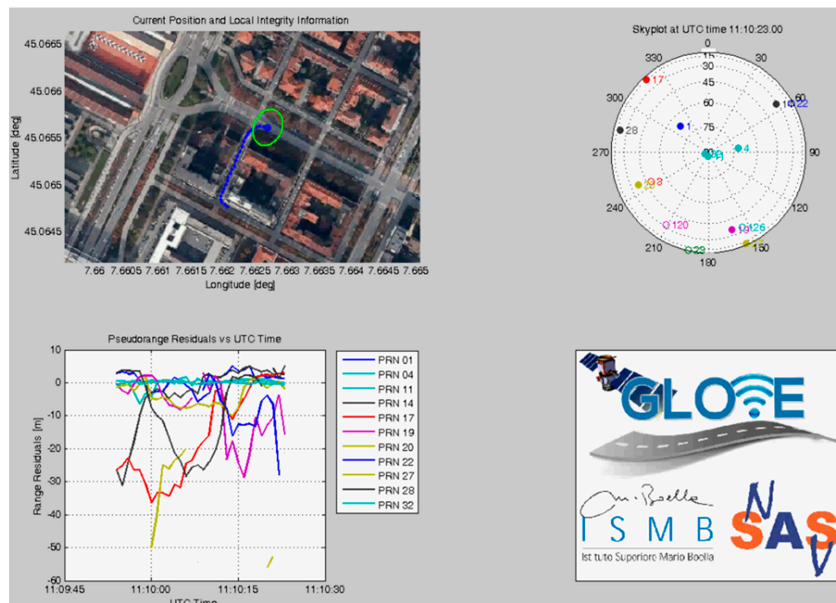 Current Position and Local Integrity Information
45.0665
45.066
45.0655
45.065
45.0645
Latitude [deg]
7.66 7.6605 7.661 7.6615 7.662 7.6625 7.663 7.6635 7.664 7.6645 7.665
Longitude [deg]
Skyplot at UTC time 11:10:23.00
0
15
30
45
60
75
90
30
60
90
120
150
180
210
240
270
300
330
17
22
1
28
4
3
120
126
19
23
Pseudorange Residuals vs UTC Time
10
0
-10
-20
-30
-40
-50
-60
Range Residuals [m]
11:09:45 11:10:00 11:10:15 11:10:30
UTC Time
PRN 01
PRN 04
PRN 11
PRN 14
PRN 17
PRN 19
PRN 20
PRN 22
PRN 27
PRN 28
PRN 32
GLOVE
M. Boella
ISMB
Istituto Superiore Mario Boella
NavSAS